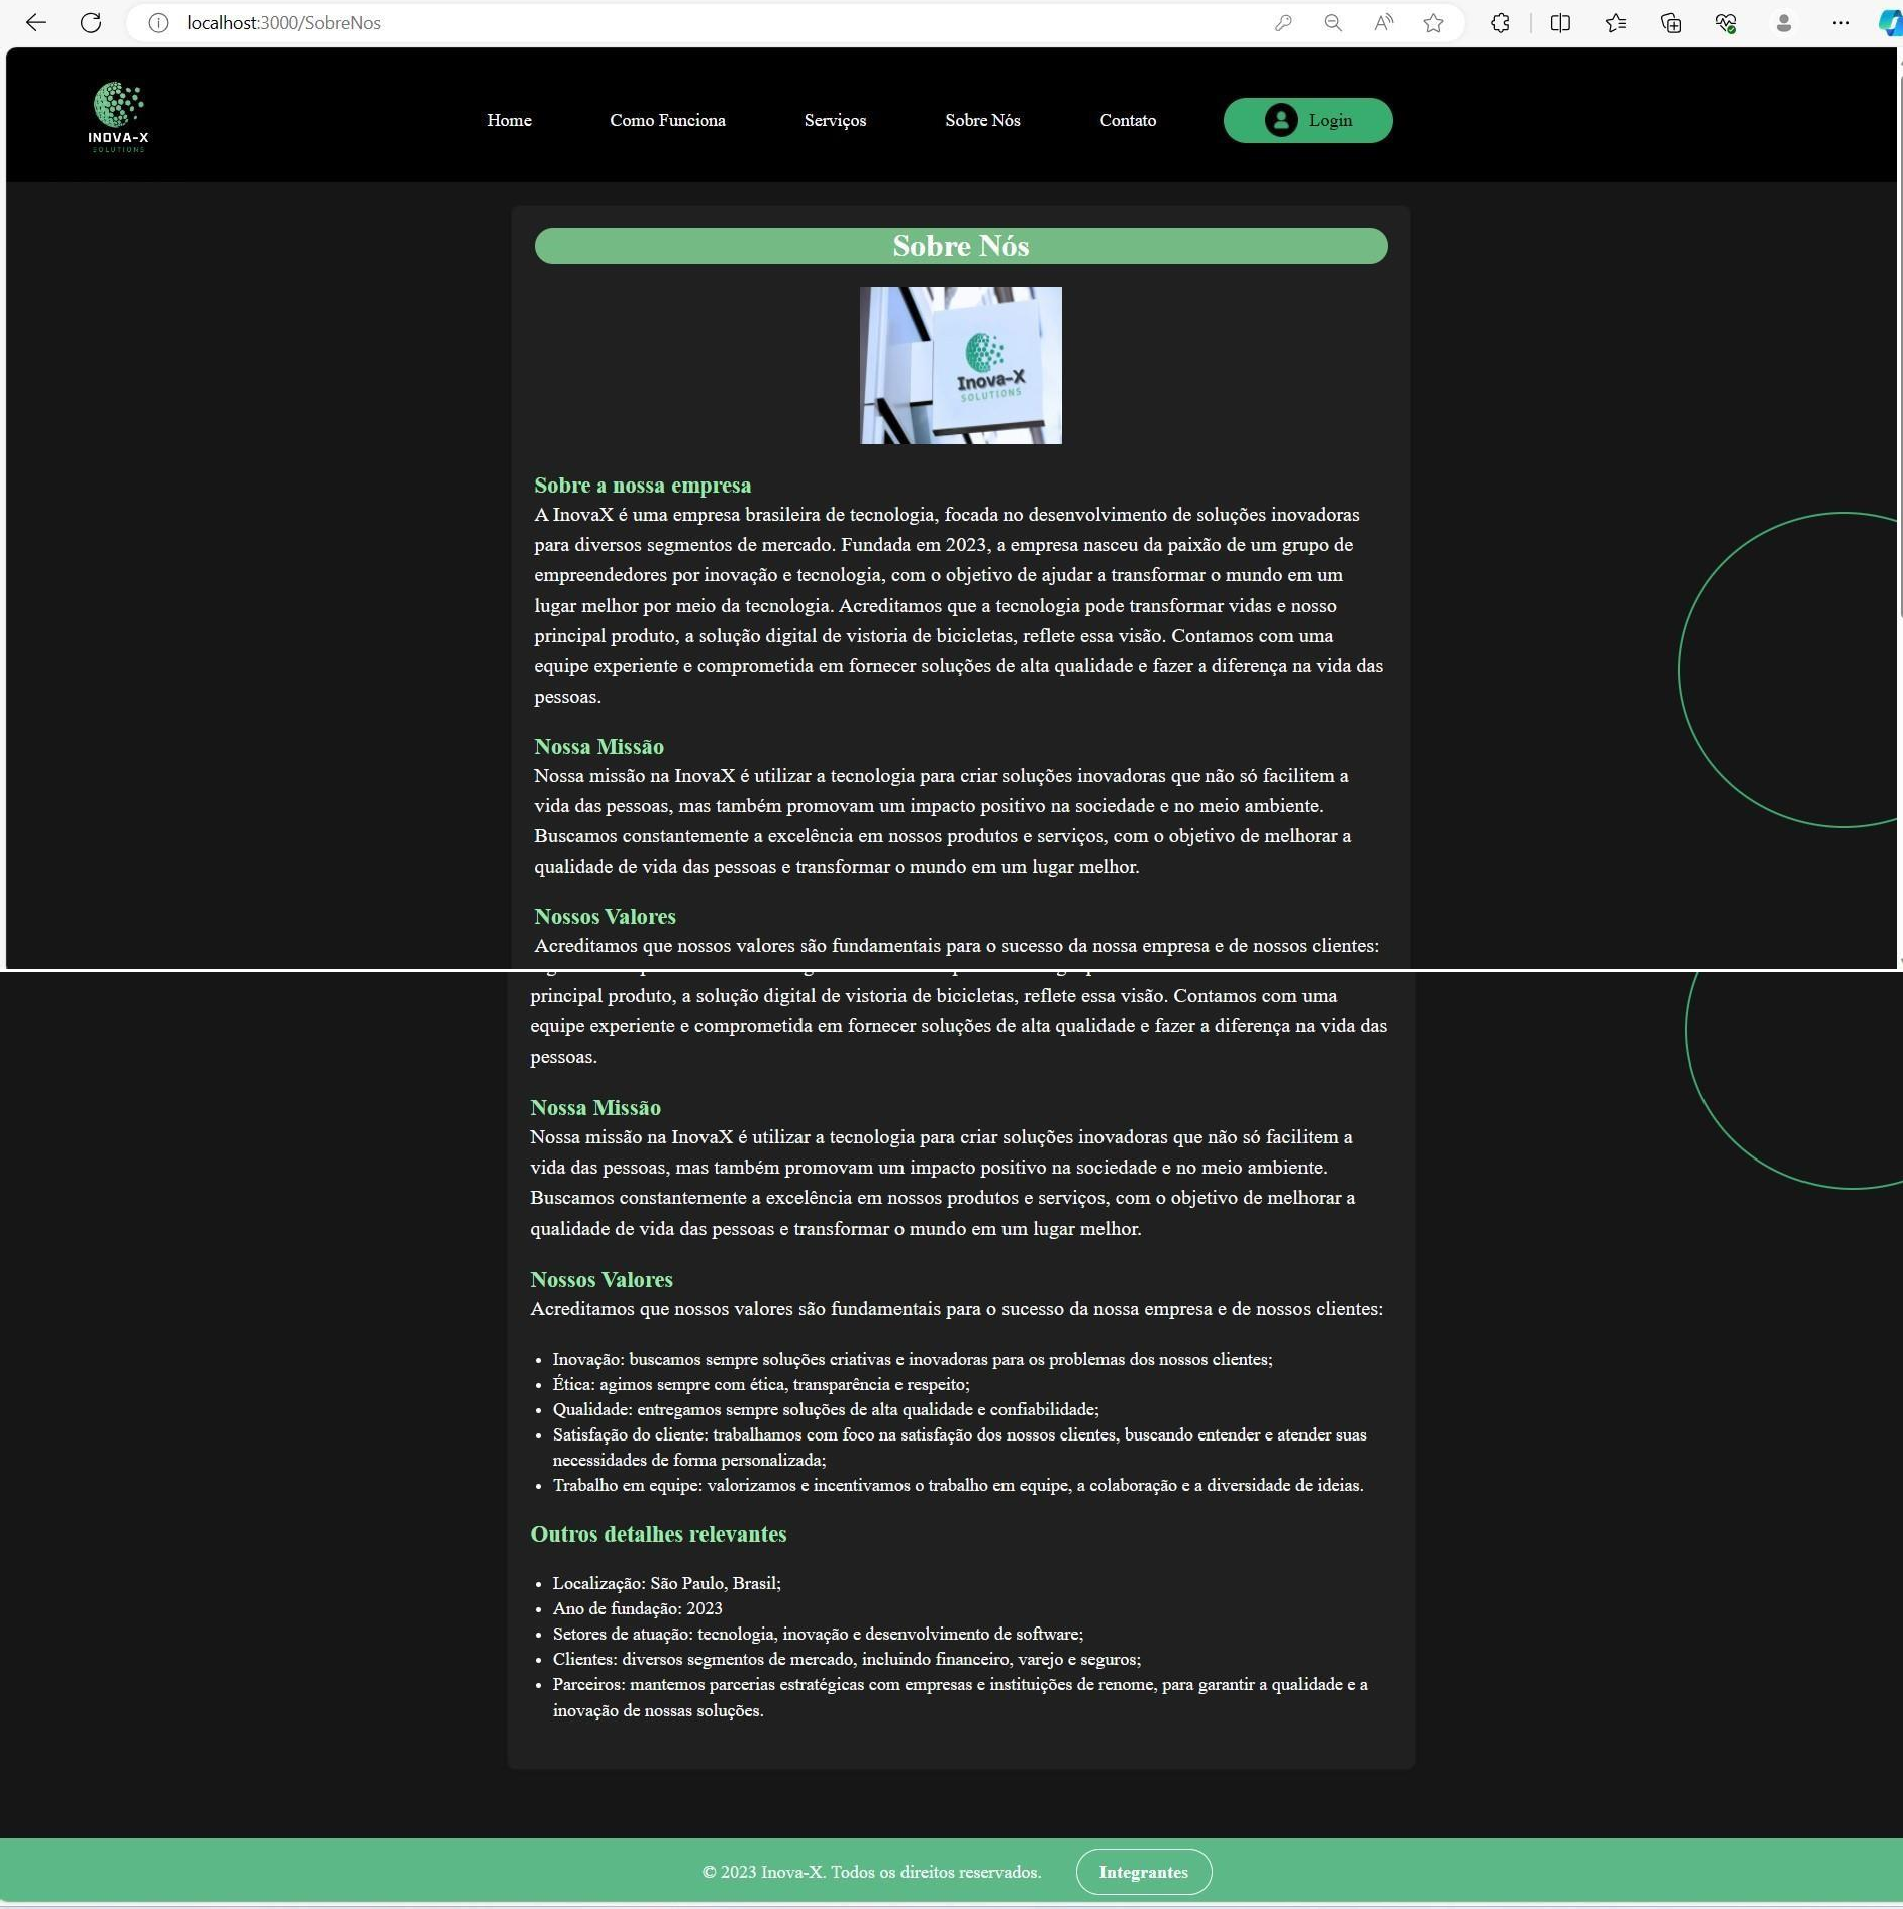 localhost:3000/SobreNos
INOVA-X
SOLUTIONS
Home
Como Funciona
Serviços
Sobre Nós
Contato
Login
Sobre Nós
Inova-X
SOLUTIONS
Sobre a nossa empresa
A InovaX é uma empresa brasileira de tecnologia, focada no desenvolvimento de soluções inovadoras
para diversos segmentos de mercado. Fundada em 2023, a empresa nasceu da paixão de um grupo de
empreendedores por inovação e tecnologia, com o objetivo de ajudar a transformar o mundo em um
lugar melhor por meio da tecnologia. Acreditamos que a tecnologia pode transformar vidas e nosso
principal produto, a solução digital de vistoria de bicicletas, reflete essa visão. Contamos com uma
equipe experiente e comprometida em fornecer soluções de alta qualidade e fazer a diferença na vida das
pessoas.
Nossa Missão
Nossa missão na InovaX é utilizar a tecnologia para criar soluções inovadoras que não só facilitem a
vida das pessoas, mas também promovam um impacto positivo na sociedade e no meio ambiente.
Buscamos constantemente a excelência em nossos produtos e serviços, com o objetivo de melhorar a
qualidade de vida das pessoas e transformar o mundo em um lugar melhor.
Nossos Valores
Acreditamos que nossos valores são fundamentais para o sucesso da nossa empresa e de nossos clientes:
principal produto, a solução digital de vistoria de bicicletas, reflete essa visão. Contamos com uma
equipe experiente e comprometida em fornecer soluções de alta qualidade e fazer a diferença na vida das
pessoas.
Nossa Missão
Nossa missão na InovaX é utilizar a tecnologia para criar soluções inovadoras que não só facilitem a
vida das pessoas, mas também promovam um impacto positivo na sociedade e no meio ambiente.
Buscamos constantemente a excelência em nossos produtos e serviços, com o objetivo de melhorar a
qualidade de vida das pessoas e transformar o mundo em um lugar melhor.
Nossos Valores
Acreditamos que nossos valores são fundamentais para o sucesso da nossa empresa e de nossos clientes:
• Inovação: buscamos sempre soluções criativas e inovadoras para os problemas dos nossos clientes;
• Ética: agimos sempre com ética, transparência e respeito;
• Qualidade: entregamos sempre soluções de alta qualidade e confiabilidade;
• Satisfação do cliente: trabalhamos com foco na satisfação dos nossos clientes, buscando entender e atender suas
necessidades de forma personalizada;
• Trabalho em equipe: valorizamos e incentivamos o trabalho em equipe, a colaboração e a diversidade de ideias.
Outros detalhes relevantes
• Localização: São Paulo, Brasil;
• Ano de fundação: 2023
• Setores de atuação: tecnologia, inovação e desenvolvimento de software;
• Clientes: diversos segmentos de mercado, incluindo financeiro, varejo e seguros;
• Parceiros: mantemos parcerias estratégicas com empresas e instituições de renome, para garantir a qualidade e a
inovação de nossas soluções.
© 2023 Inova-X. Todos os direitos reservados.
Integrantes